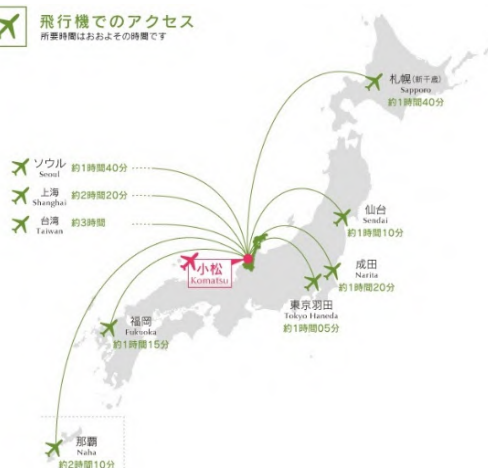 飛行機でのアクセス
所要時間はおおよその時間です
札幌(新千歳)
Sapporo
約1時間40分
ソウル 約1時間40分
Seoul
上海 約2時間20分
Shanghai
台湾 約3時間
Taiwan
仙台
Sendai
約1時間10分
小松
Komatsu
成田
Narita
約1時間20分
東京羽田
Tokyo Haneda
約1時間05分
福岡
Fukuoka
約1時間15分
那覇
Naha
約2時間10分